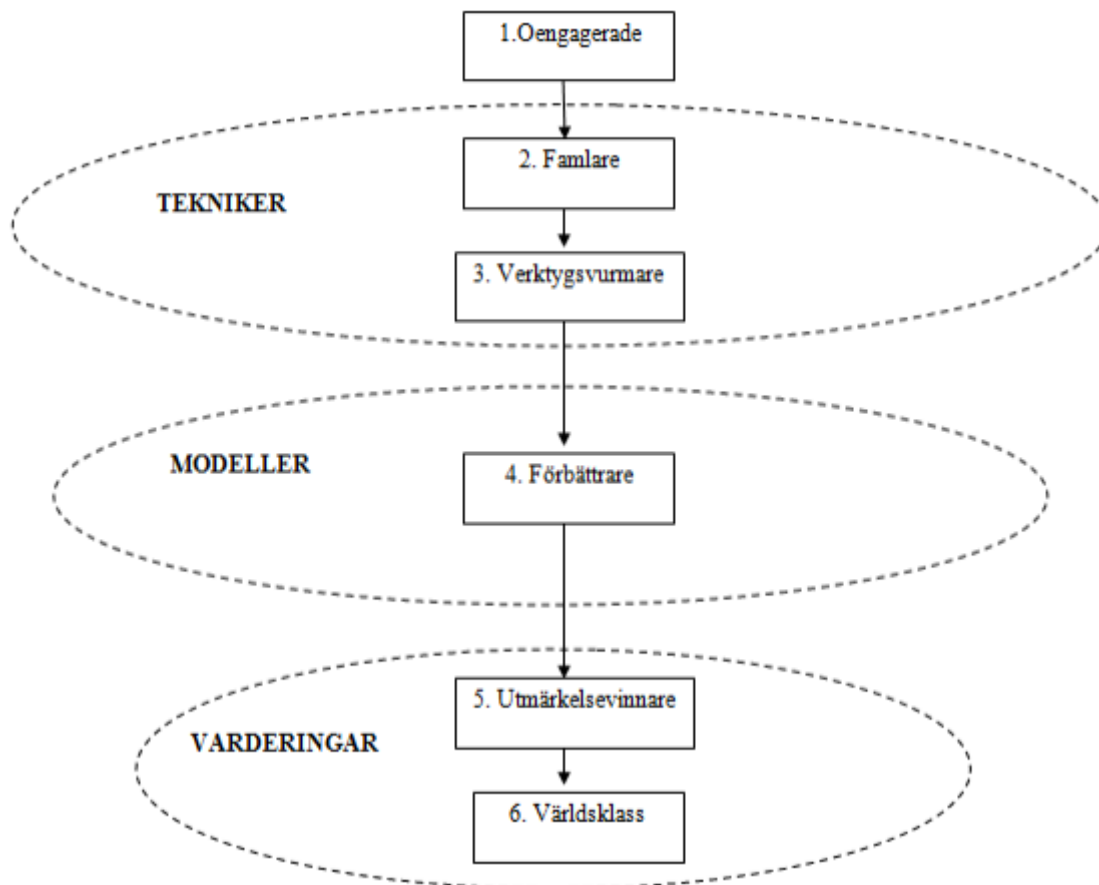 1.Oengagerade
2. Famlare
TEKNIKER
3. Verktygsvurmare
MODELLER
4. Förbättrare
5. Utmärkelsevinnare
VARDERINGAR
6. Världsklass